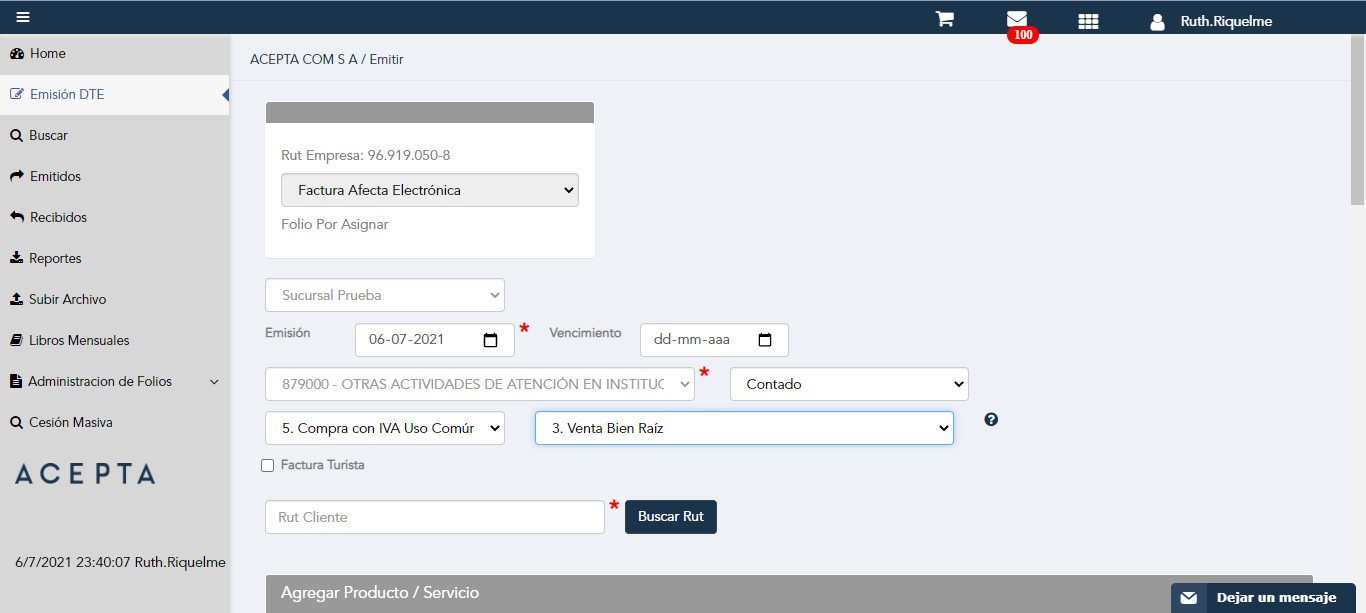 100
Ruth.Riquelme
Home
Emisión DTE
Buscar
Emitidos
Recibidos
Reportes
Subir Archivo
Libros Mensuales
Administracion de Folios
Cesión Masiva
ACEPTA
6/7/2021 23:40:07 Ruth.Riquelme
ACEPTA COM S A / Emitir
Rut Empresa: 96.919.050-8
Factura Afecta Electrónica
Folio Por Asignar
Sucursal Prueba
Emisión 06-07-2021 * Vencimiento dd-mm-aaa
879000 - OTRAS ACTIVIDADES DE ATENCIÓN EN INSTITUC * Contado
5. Compra con IVA Uso Común 3. Venta Bien Raíz ?
Factura Turista
Rut Cliente * Buscar Rut
Agregar Producto / Servicio
Dejar un mensaje